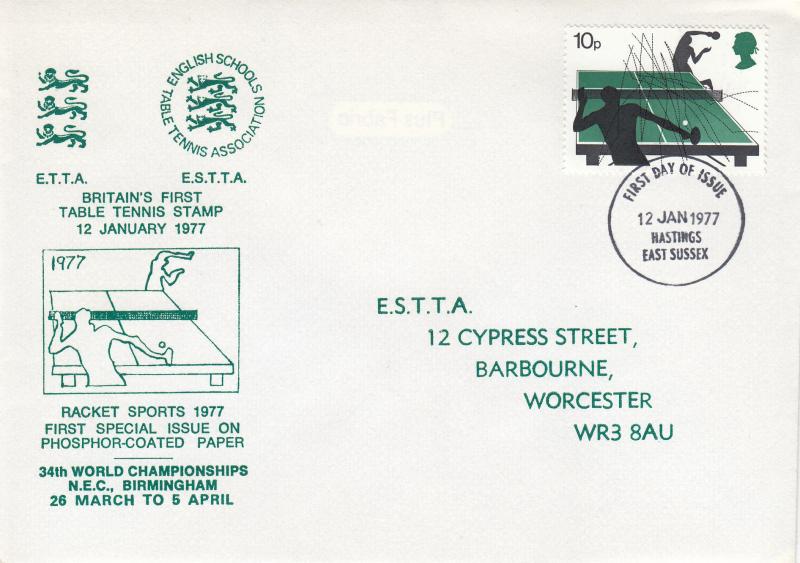 ENGLISH SCHOOLS
TABLE TENNIS ASSOCIATION
E.T.T.A.
E.S.T.T.A.
BRITAIN'S FIRST
TABLE TENNIS STAMP
12 JANUARY 1977
1977
RACKET SPORTS 1977
FIRST SPECIAL ISSUE ON
PHOSPHOR-COATED PAPER
34th WORLD CHAMPIONSHIPS
N.E.C., BIRMINGHAM
26 MARCH TO 5 APRIL
10p
FIRST DAY OF ISSUE
12 JAN 1977
HASTINGS
EAST SUSSEX
E.S.T.T.A.
12 CYPRESS STREET,
BARBOURNE,
WORCESTER
WR3 8AU
Plus Fabric